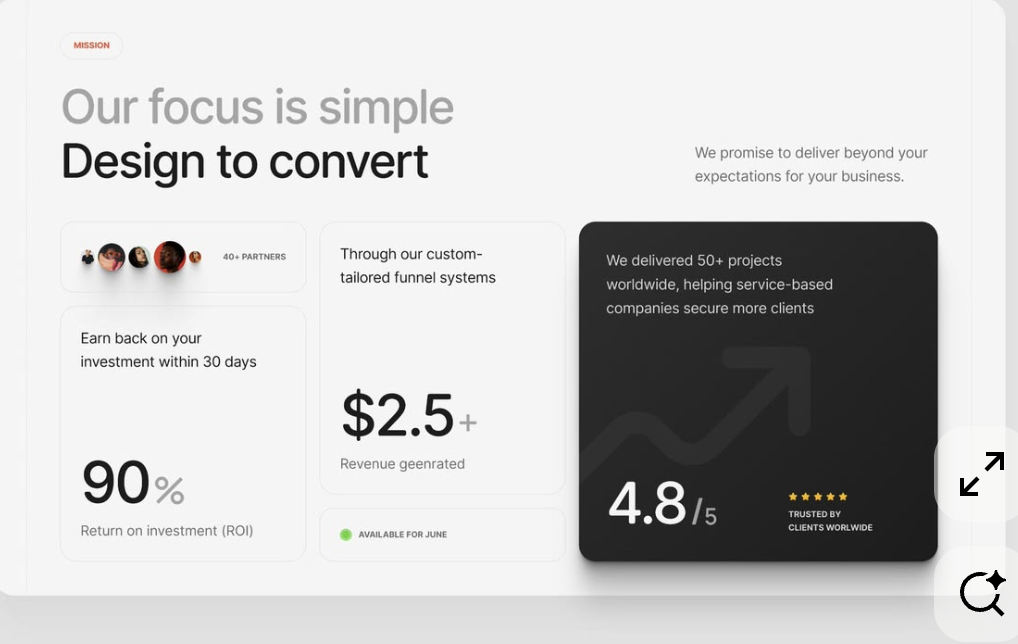 MISSION
Our focus is simple
Design to convert
We promise to deliver beyond your
expectations for your business.
40+ PARTNERS
Earn back on your
investment within 30 days
90%
Return on investment (ROI)
Through our custom-
tailored funnel systems
$2.5+
Revenue geenrated
AVAILABLE FOR JUNE
We delivered 50+ projects
worldwide, helping service-based
companies secure more clients
4.8/5
TRUSTED BY
CLIENTS WORLWIDE